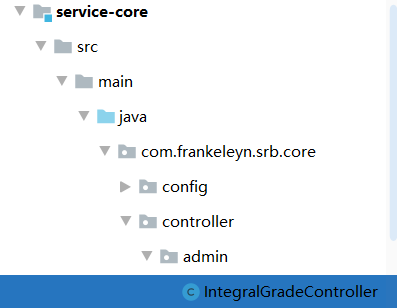 service-core
src
main
java
com.frankeleyn.srb.core
config
controller
admin
C IntegralGradeController